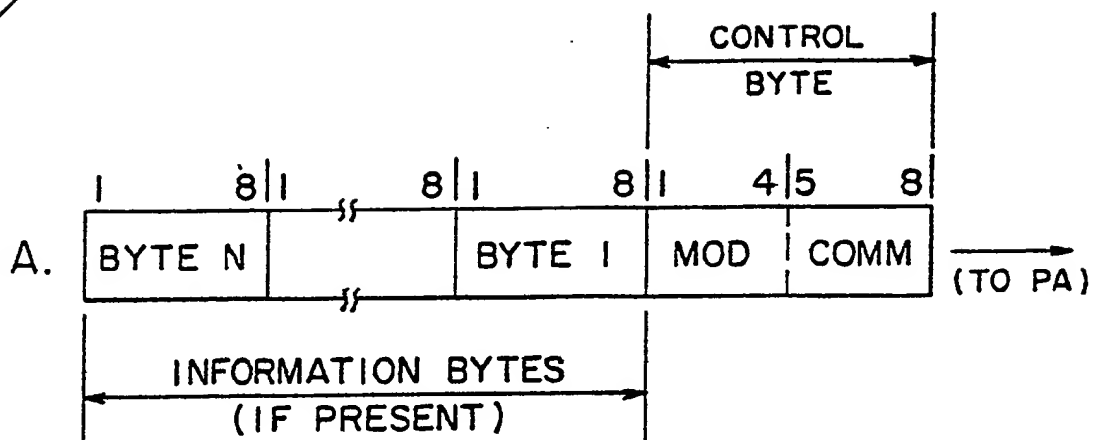 CONTROL
BYTE
1 8|1 8|1 8|1 4|5 8|
A. BYTE N BYTE 1 MOD COMM
(TO PA)
INFORMATION BYTES
(IF PRESENT)